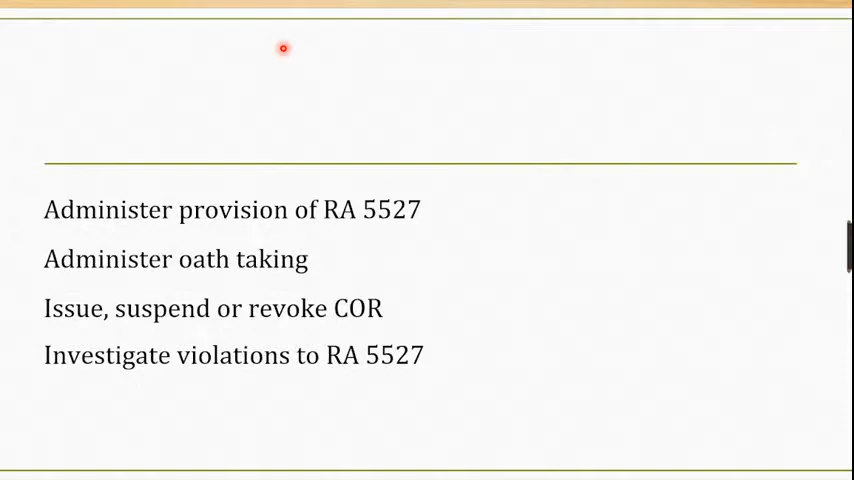 Administer provision of RA 5527
Administer oath taking
Issue, suspend or revoke COR
Investigate violations to RA 5527